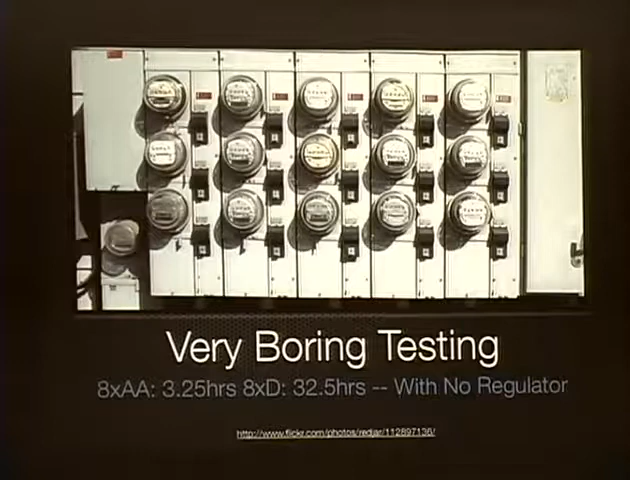 Very Boring Testing
8xAA: 3.25hrs 8xD: 32.5hrs -- With No Regulator
http://www.flickr.com/photos/redjar/112897136/